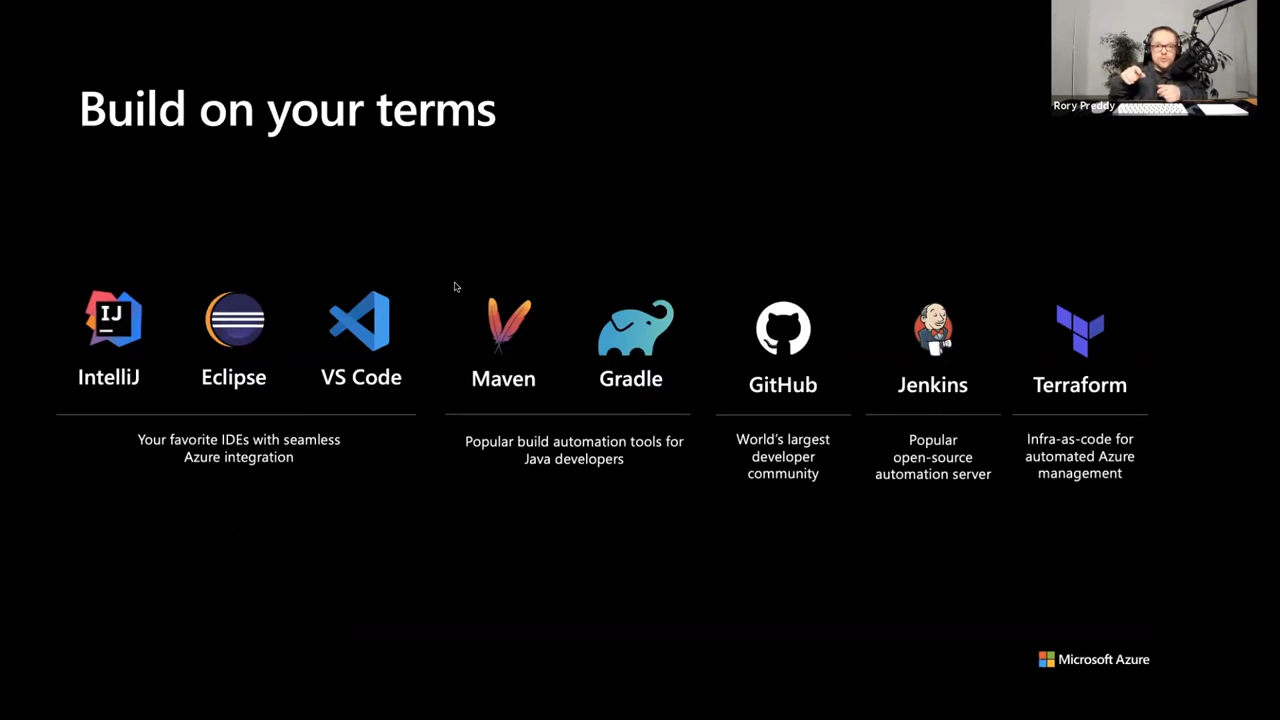 Build on your terms
Rory Preddy
IJ
IntelliJ
Eclipse
VS Code
Maven
Gradle
GitHub
Jenkins
Terraform
Your favorite IDEs with seamless
Azure integration
Popular build automation tools for
Java developers
World's largest
developer
community
Popular
open-source
automation server
Infra-as-code for
automated Azure
management
Microsoft Azure